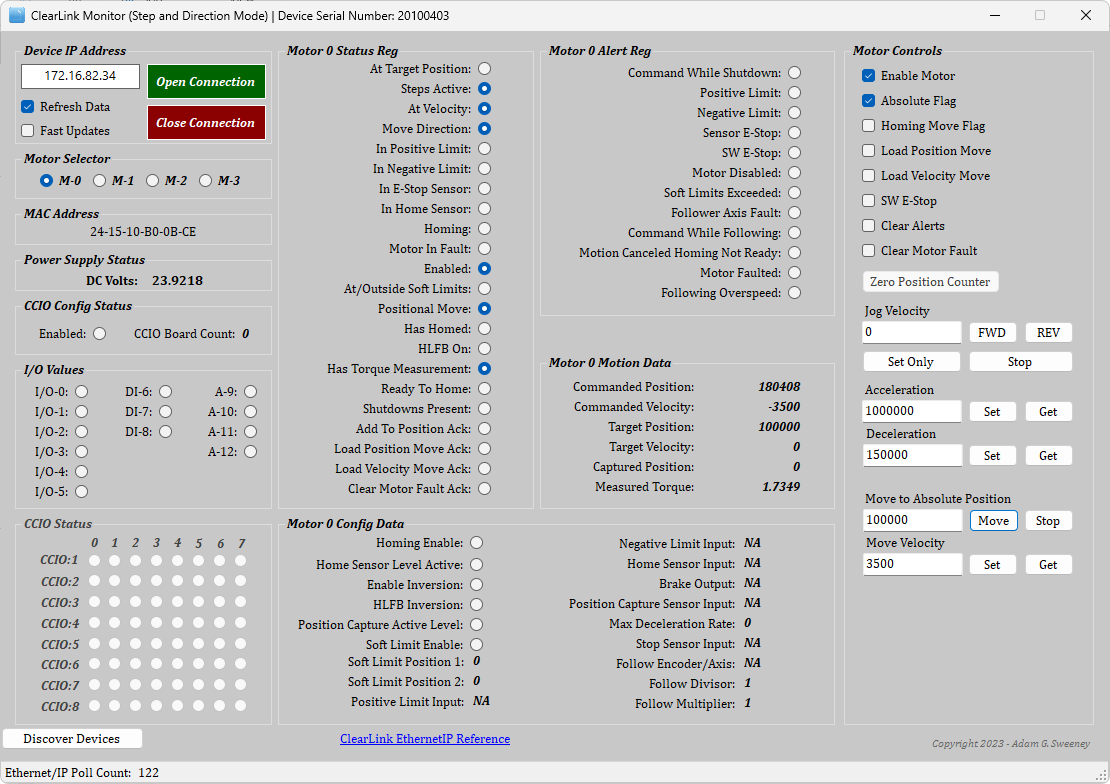 ClearLink Monitor (Step and Direction Mode) | Device Serial Number: 20100403
Device IP Address
172.16.82.34
Open Connection
Refresh Data
Close Connection
Fast Updates
Motor Selector
M-0 M-1 M-2 M-3
MAC Address
24-15-10-B0-0B-CE
Power Supply Status
DC Volts: 23.9218
CCIO Config Status
Enabled: CCIO Board Count: 0
I/O Values
I/O-0: DI-6: A-9:
I/O-1: DI-7: A-10:
I/O-2: DI-8: A-11:
I/O-3: A-12:
I/O-4:
I/O-5:
CCIO Status
0 1 2 3 4 5 6 7
CCIO:1
CCIO:2
CCIO:3
CCIO:4
CCIO:5
CCIO:6
CCIO:7
CCIO:8
Discover Devices
Motor 0 Status Reg
At Target Position:
Steps Active:
At Velocity:
Move Direction:
In Positive Limit:
In Negative Limit:
In E-Stop Sensor:
In Home Sensor:
Homing:
Motor In Fault:
Enabled:
At/Outside Soft Limits:
Positional Move:
Has Homed:
HLFB On:
Has Torque Measurement:
Ready To Home:
Shutdowns Present:
Add To Position Ack:
Load Position Move Ack:
Load Velocity Move Ack:
Clear Motor Fault Ack:
Motor 0 Alert Reg
Command While Shutdown:
Positive Limit:
Negative Limit:
Sensor E-Stop:
SW E-Stop:
Motor Disabled:
Soft Limits Exceeded:
Follower Axis Fault:
Command While Following:
Motion Canceled Homing Not Ready:
Motor Faulted:
Following Overspeed:
Motor 0 Motion Data
Commanded Position: 180408
Commanded Velocity: -3500
Target Position: 100000
Target Velocity: 0
Captured Position: 0
Measured Torque: 1.7349
Motor 0 Config Data
Homing Enable:
Home Sensor Level Active:
Enable Inversion:
HLFB Inversion:
Position Capture Active Level:
Soft Limit Enable:
Soft Limit Position 1: 0
Soft Limit Position 2: 0
Positive Limit Input: NA
Negative Limit Input: NA
Home Sensor Input: NA
Brake Output: NA
Position Capture Sensor Input: NA
Max Deceleration Rate: 0
Stop Sensor Input: NA
Follow Encoder/Axis: NA
Follow Divisor: 1
Follow Multiplier: 1
ClearLink EthernetIP Reference
Motor Controls
Enable Motor
Absolute Flag
Homing Move Flag
Load Position Move
Load Velocity Move
SW E-Stop
Clear Alerts
Clear Motor Fault
Zero Position Counter
Jog Velocity
0 FWD REV
Set Only Stop
Acceleration
1000000 Set Get
Deceleration
150000 Set Get
Move to Absolute Position
100000 Move Stop
Move Velocity
3500 Set Get
Copyright 2023 - Adam G. Sweeney
Ethernet/IP Poll Count: 122